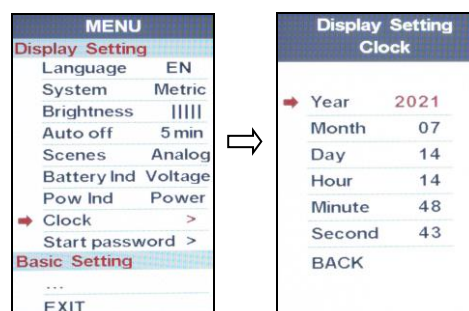 MENU
Display Setting
Language EN
System Metric
Brightness |||||
Auto off 5 min
Scenes Analog
Battery Ind Voltage
Pow Ind Power
Clock >
Start password >
Basic Setting
...
EXIT
Display Setting
Clock
Year 2021
Month 07
Day 14
Hour 14
Minute 48
Second 43
BACK